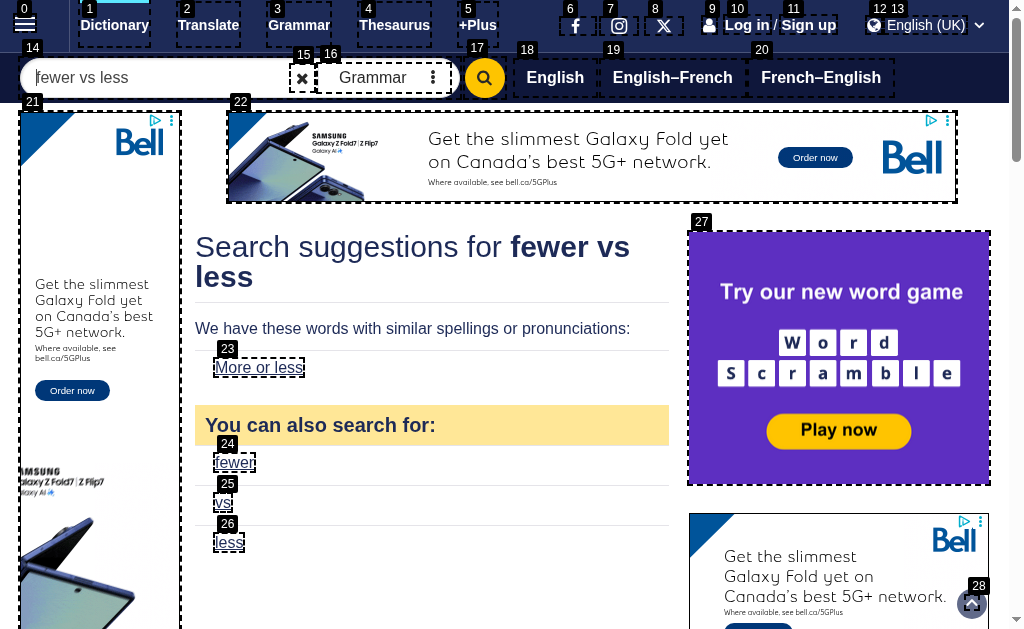 0 1 2 3 4 5 6 7 8 9 10 11 12 13
Dictionary Translate Grammar Thesaurus +Plus Log in / Sign up English (UK)
14 15 16 17 18 19 20
fewer vs less Grammar English English–French French–English
21 22
Bell
SAMSUNG
Galaxy Z Fold7 | Z Flip7
Galaxy AI
Get the slimmest Galaxy Fold yet
on Canada's best 5G+ network.
Where available, see bell.ca/5GPlus
Order now
Bell
Get the slimmest
Galaxy Fold yet
on Canada's best
5G+ network.
Where available, see
bell.ca/5GPlus
Order now
AMSUNG
alaxy Z Fold7 | Z Flip7
alaxy AI
Search suggestions for fewer vs
less
We have these words with similar spellings or pronunciations:
23
More or less
You can also search for:
24
fewer
25
vs
26
less
27
Try our new word game
Word
Scramble
Play now
Bell
Get the slimmest
Galaxy Fold yet on
Canada's best 5G+ network.
Where available, see bell.ca/5GPlus
28